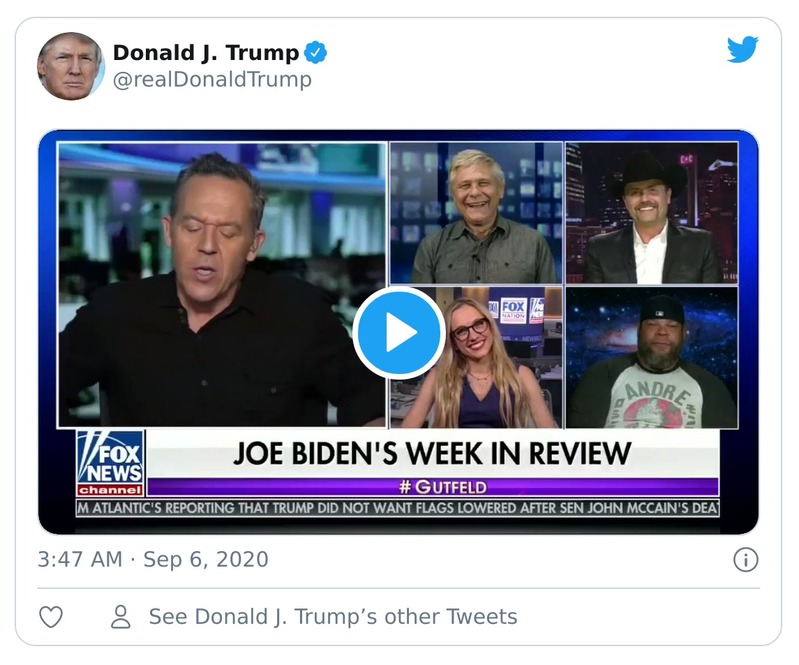 Donald J. Trump
@realDonaldTrump
FOX
NATION
ANDRE
FOX
NEWS
channel
JOE BIDEN'S WEEK IN REVIEW
#GUTFELD
M ATLANTIC'S REPORTING THAT TRUMP DID NOT WANT FLAGS LOWERED AFTER SEN JOHN MCCAIN'S DEA
3:47 AM · Sep 6, 2020
See Donald J. Trump’s other Tweets